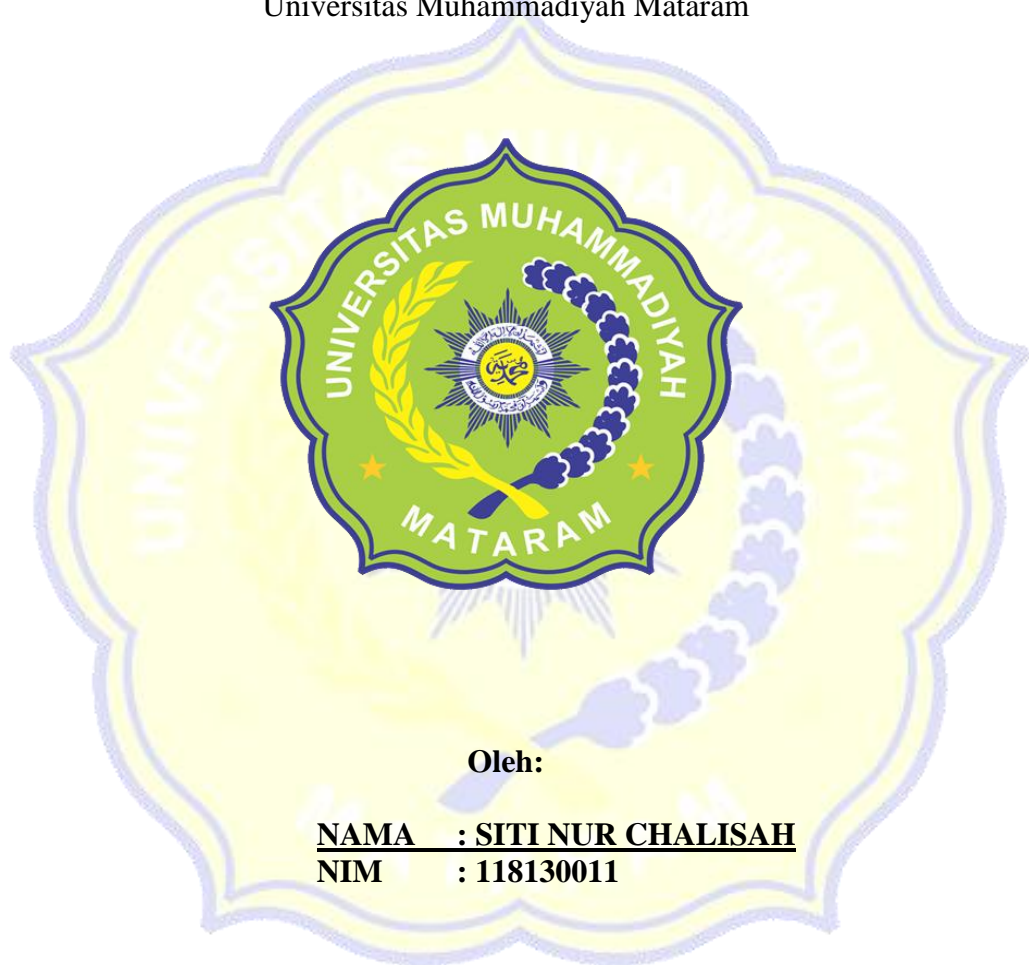 Universitas Muhammadiyah Mataram
UNIVERSITAS MUHAMMADIYAH
MATARAM
Oleh:
NAMA : SITI NUR CHALISAH
NIM : 118130011